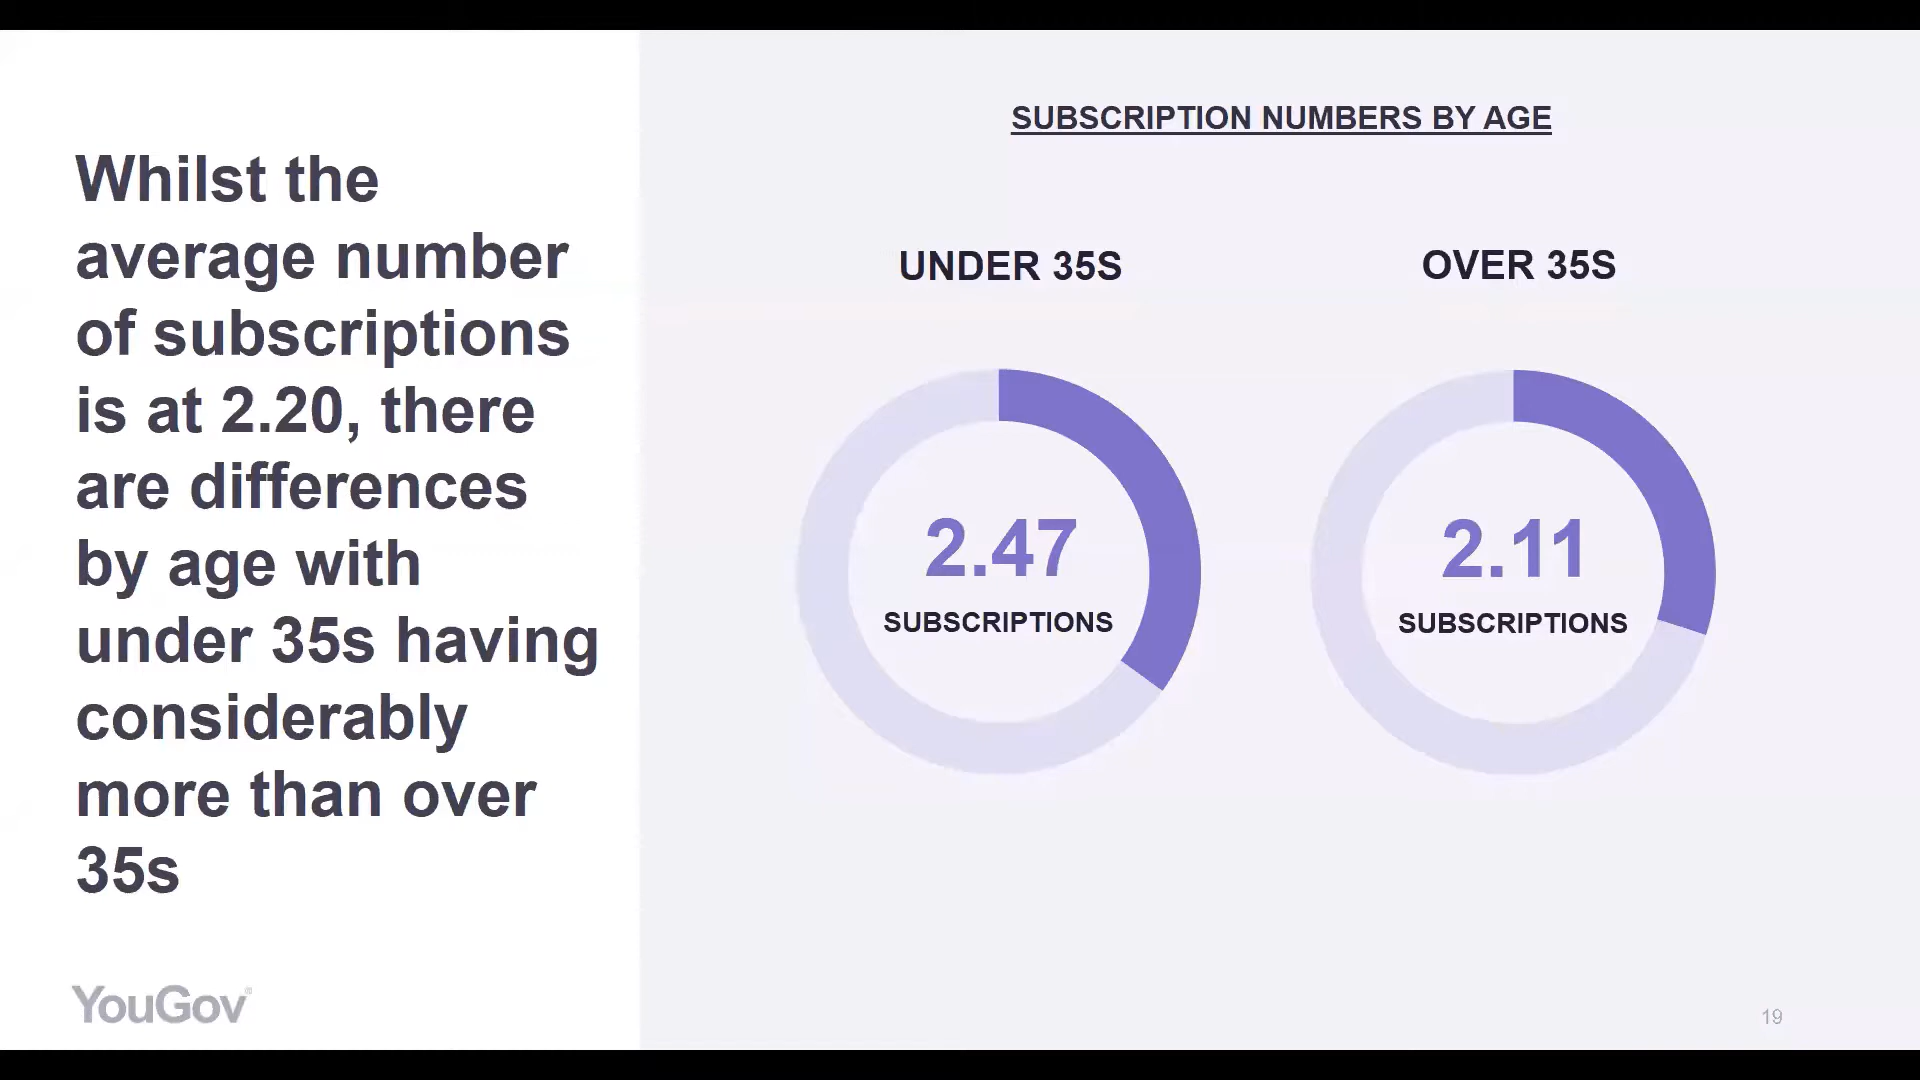 Whilst the
average number
of subscriptions
is at 2.20, there
are differences
by age with
under 35s having
considerably
more than over
35s
YouGov®
SUBSCRIPTION NUMBERS BY AGE
UNDER 35S
2.47
SUBSCRIPTIONS
OVER 35S
2.11
SUBSCRIPTIONS
19